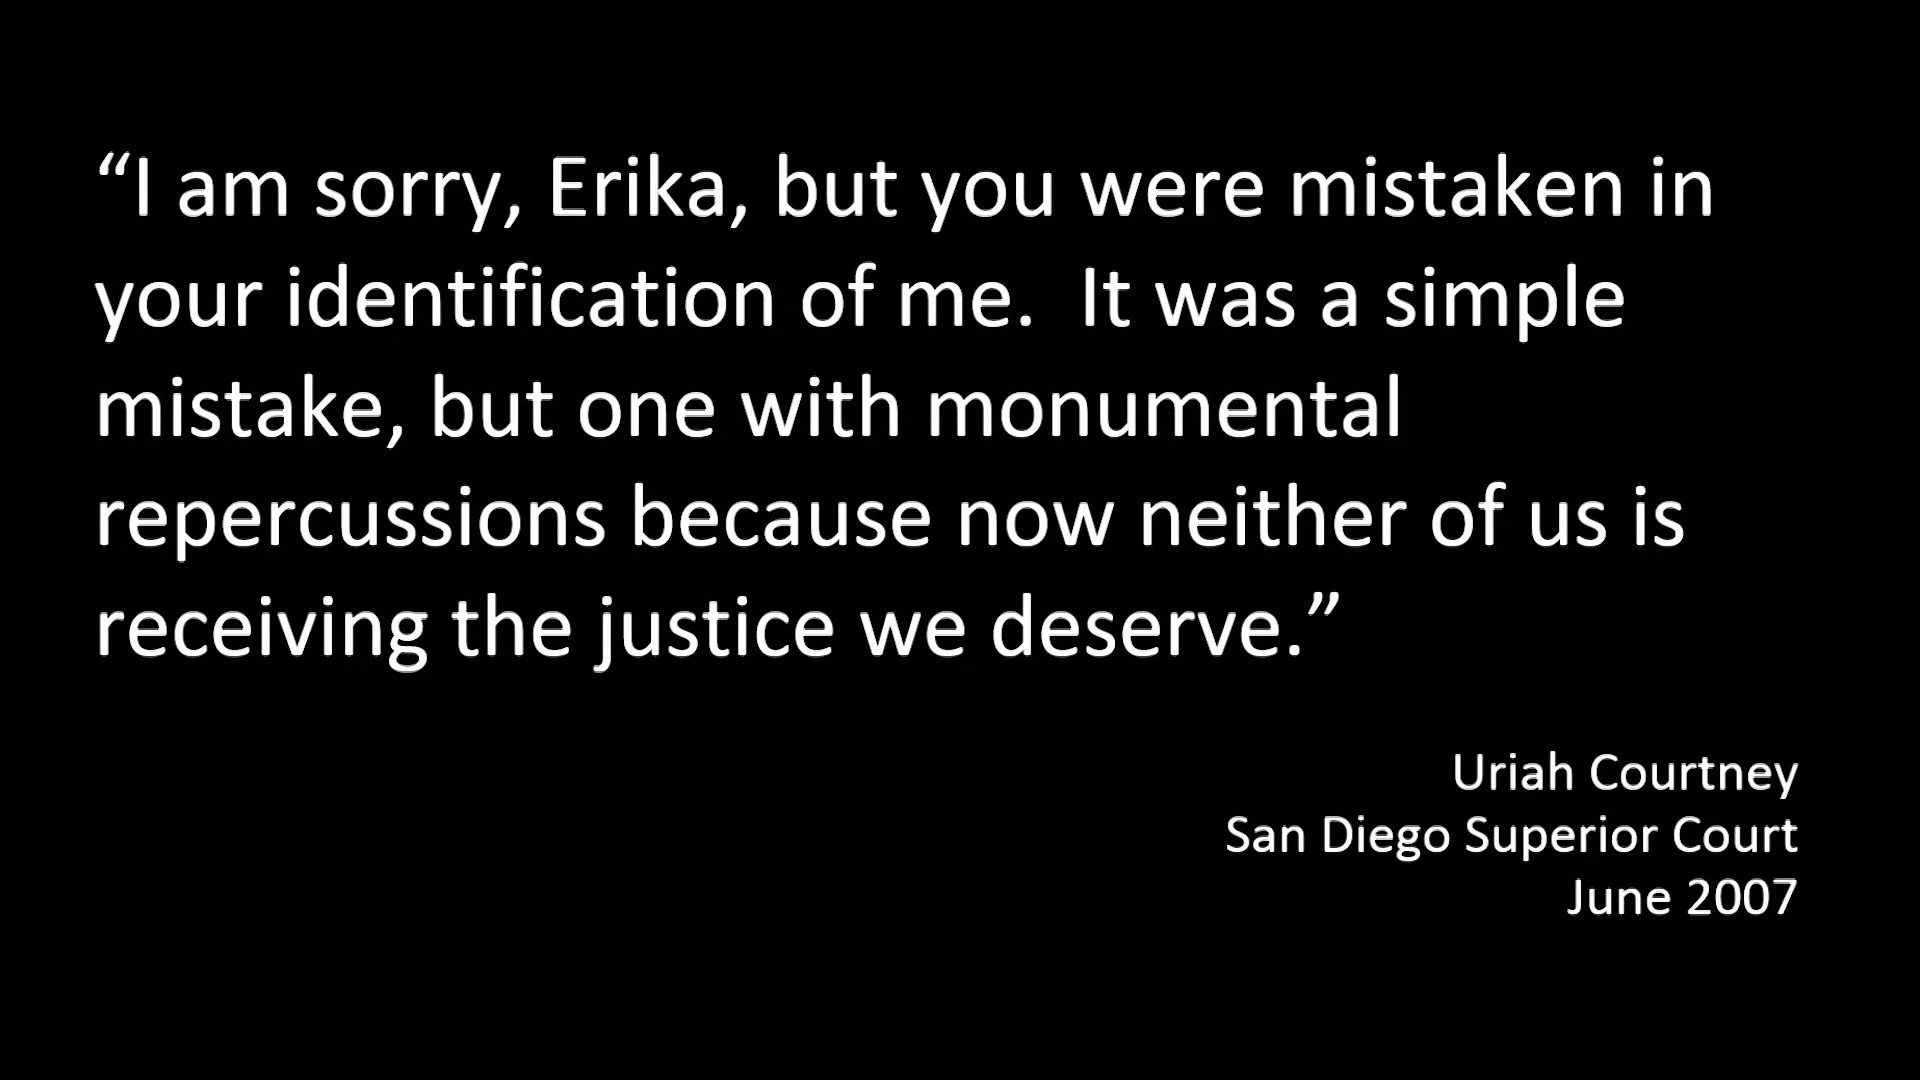 “I am sorry, Erika, but you were mistaken in
your identification of me.  It was a simple
mistake, but one with monumental
repercussions because now neither of us is
receiving the justice we deserve.”
Uriah Courtney
San Diego Superior Court
June 2007